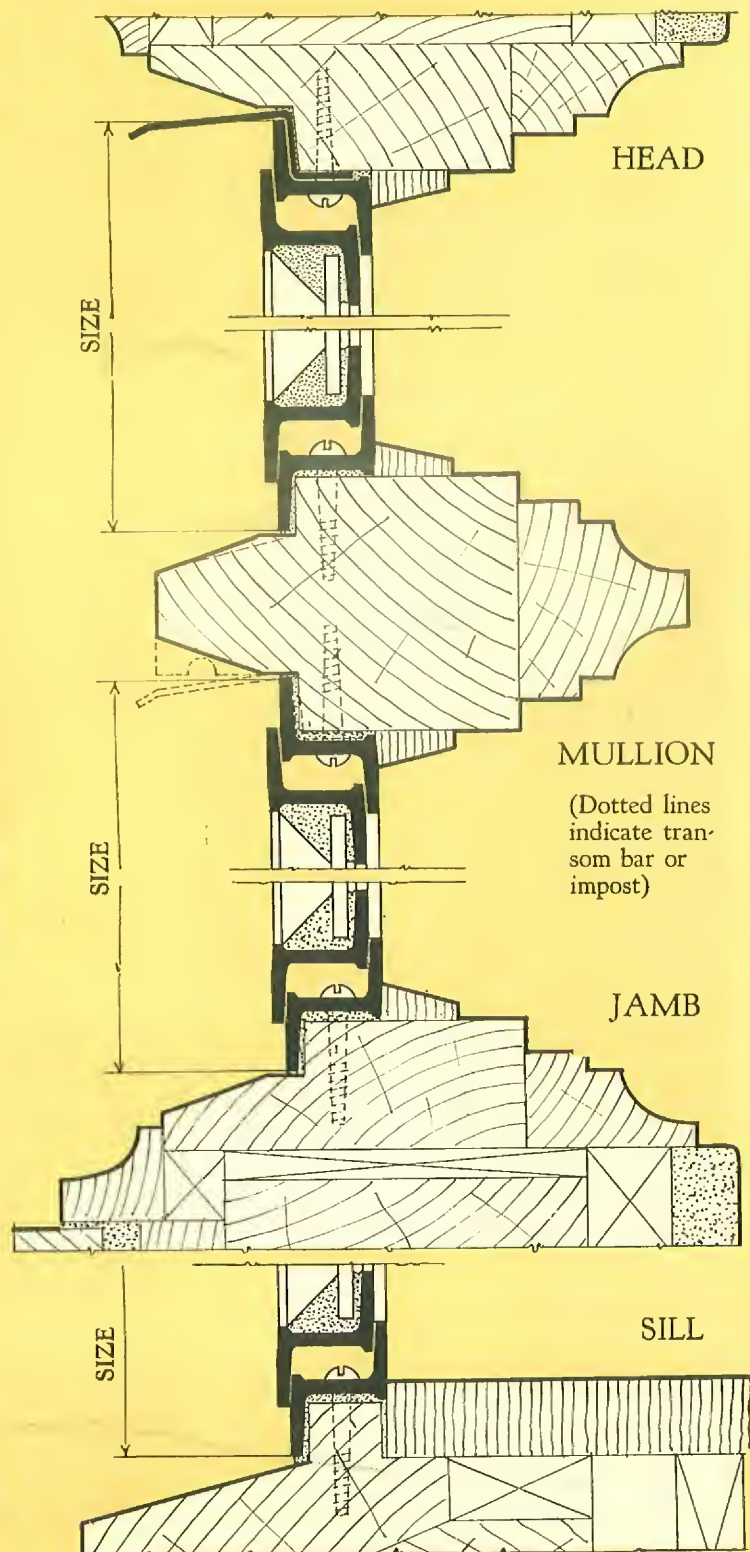 HEAD
SIZE
MULLION
(Dotted lines
indicate tran-
som bar or
impost)
SIZE
JAMB
SILL
SIZE